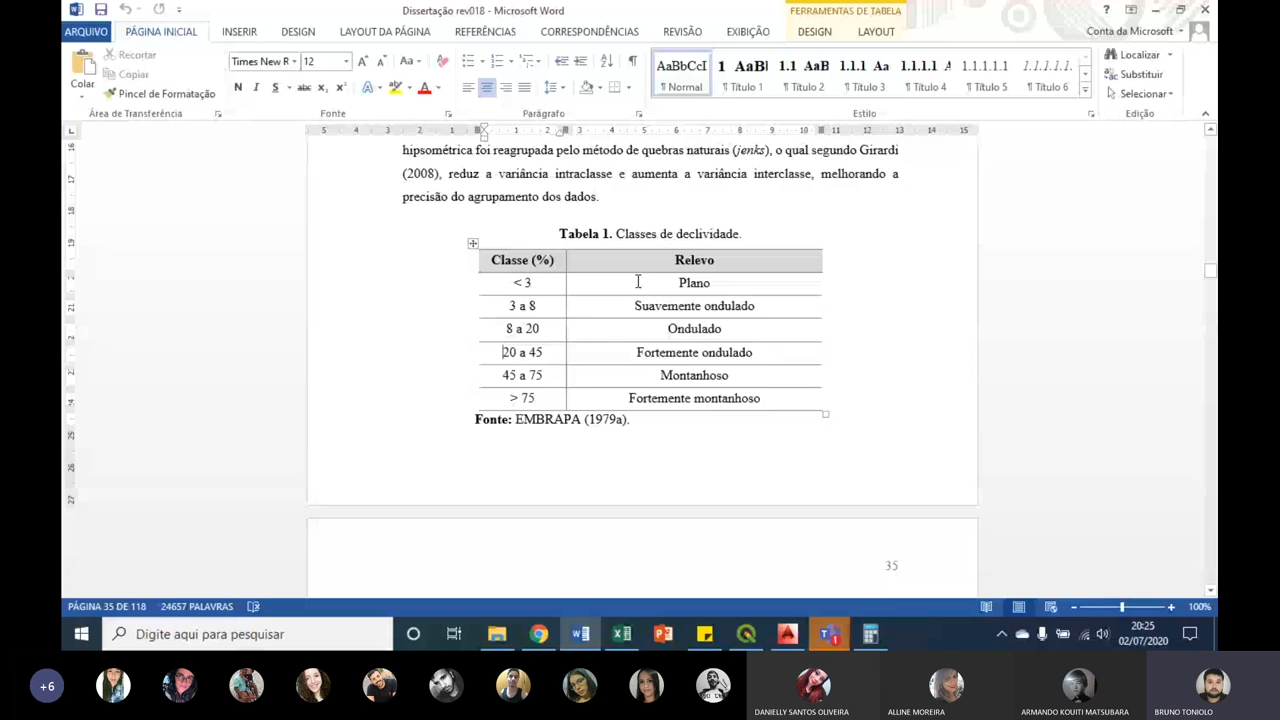 Dissertação rev018 - Microsoft Word
FERRAMENTAS DE TABELA
ARQUIVO PÁGINA INICIAL INSERIR DESIGN LAYOUT DA PÁGINA REFERÊNCIAS CORRESPONDÊNCIAS REVISÃO EXIBIÇÃO DESIGN LAYOUT Conta da Microsoft
Colar
Recortar
Copiar
Pincel de Formatação
Times New R 12
AaBbCcI 1 AaBl 1.1 AaB 1.1.1 Aa 1.1.1.1 A 1.1.1.1.1 1.1.1.1.1.
¶ Normal ¶ Título 1 ¶ Título 2 ¶ Título 3 ¶ Título 4 ¶ Título 5 ¶ Título 6
Localizar
Substituir
Selecionar
Área de Transferência Fonte Parágrafo Estilo Edição
hipsométrica foi reagrupada pelo método de quebras naturais (jenks), o qual segundo Girardi
(2008), reduz a variância intraclasse e aumenta a variância interclasse, melhorando a
precisão do agrupamento dos dados.
Tabela 1. Classes de declividade.
Classe (%) Relevo
< 3 Plano
3 a 8 Suavemente ondulado
8 a 20 Ondulado
20 a 45 Fortemente ondulado
45 a 75 Montanhoso
> 75 Fortemente montanhoso
Fonte: EMBRAPA (1979a).
35
PÁGINA 35 DE 118 24657 PALAVRAS 100%
Digite aqui para pesquisar
20:25
02/07/2020
+6
DANIELLY SANTOS OLIVEIRA ALLINE MOREIRA ARMANDO KOUITI MATSUBARA BRUNO TONIOLO